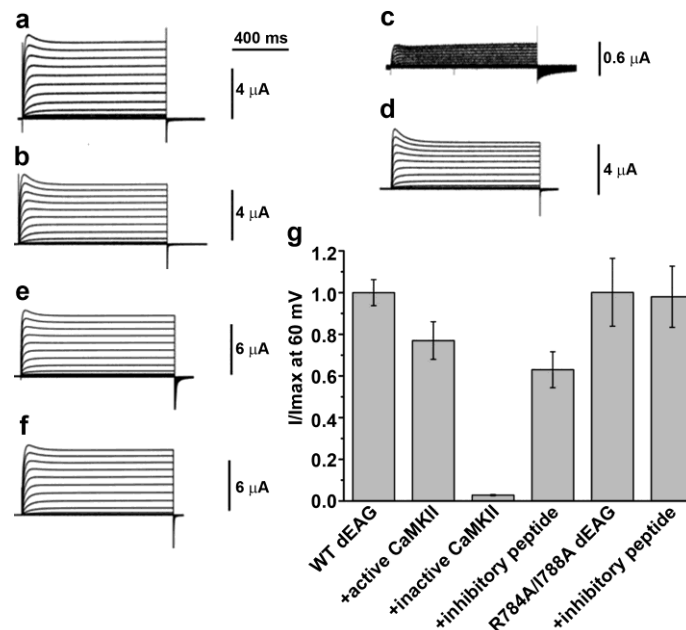 a
400 ms
4 μA
b
4 μA
c
0.6 μA
d
4 μA
e
6 μA
f
6 μA
g
I/Imax at 60 mV
1.2
1.0
0.8
0.6
0.4
0.2
0.0
WT dEAG
+active CaMKII
+inactive CaMKII
+inhibitory peptide
R784A/I788A dEAG
+inhibitory peptide